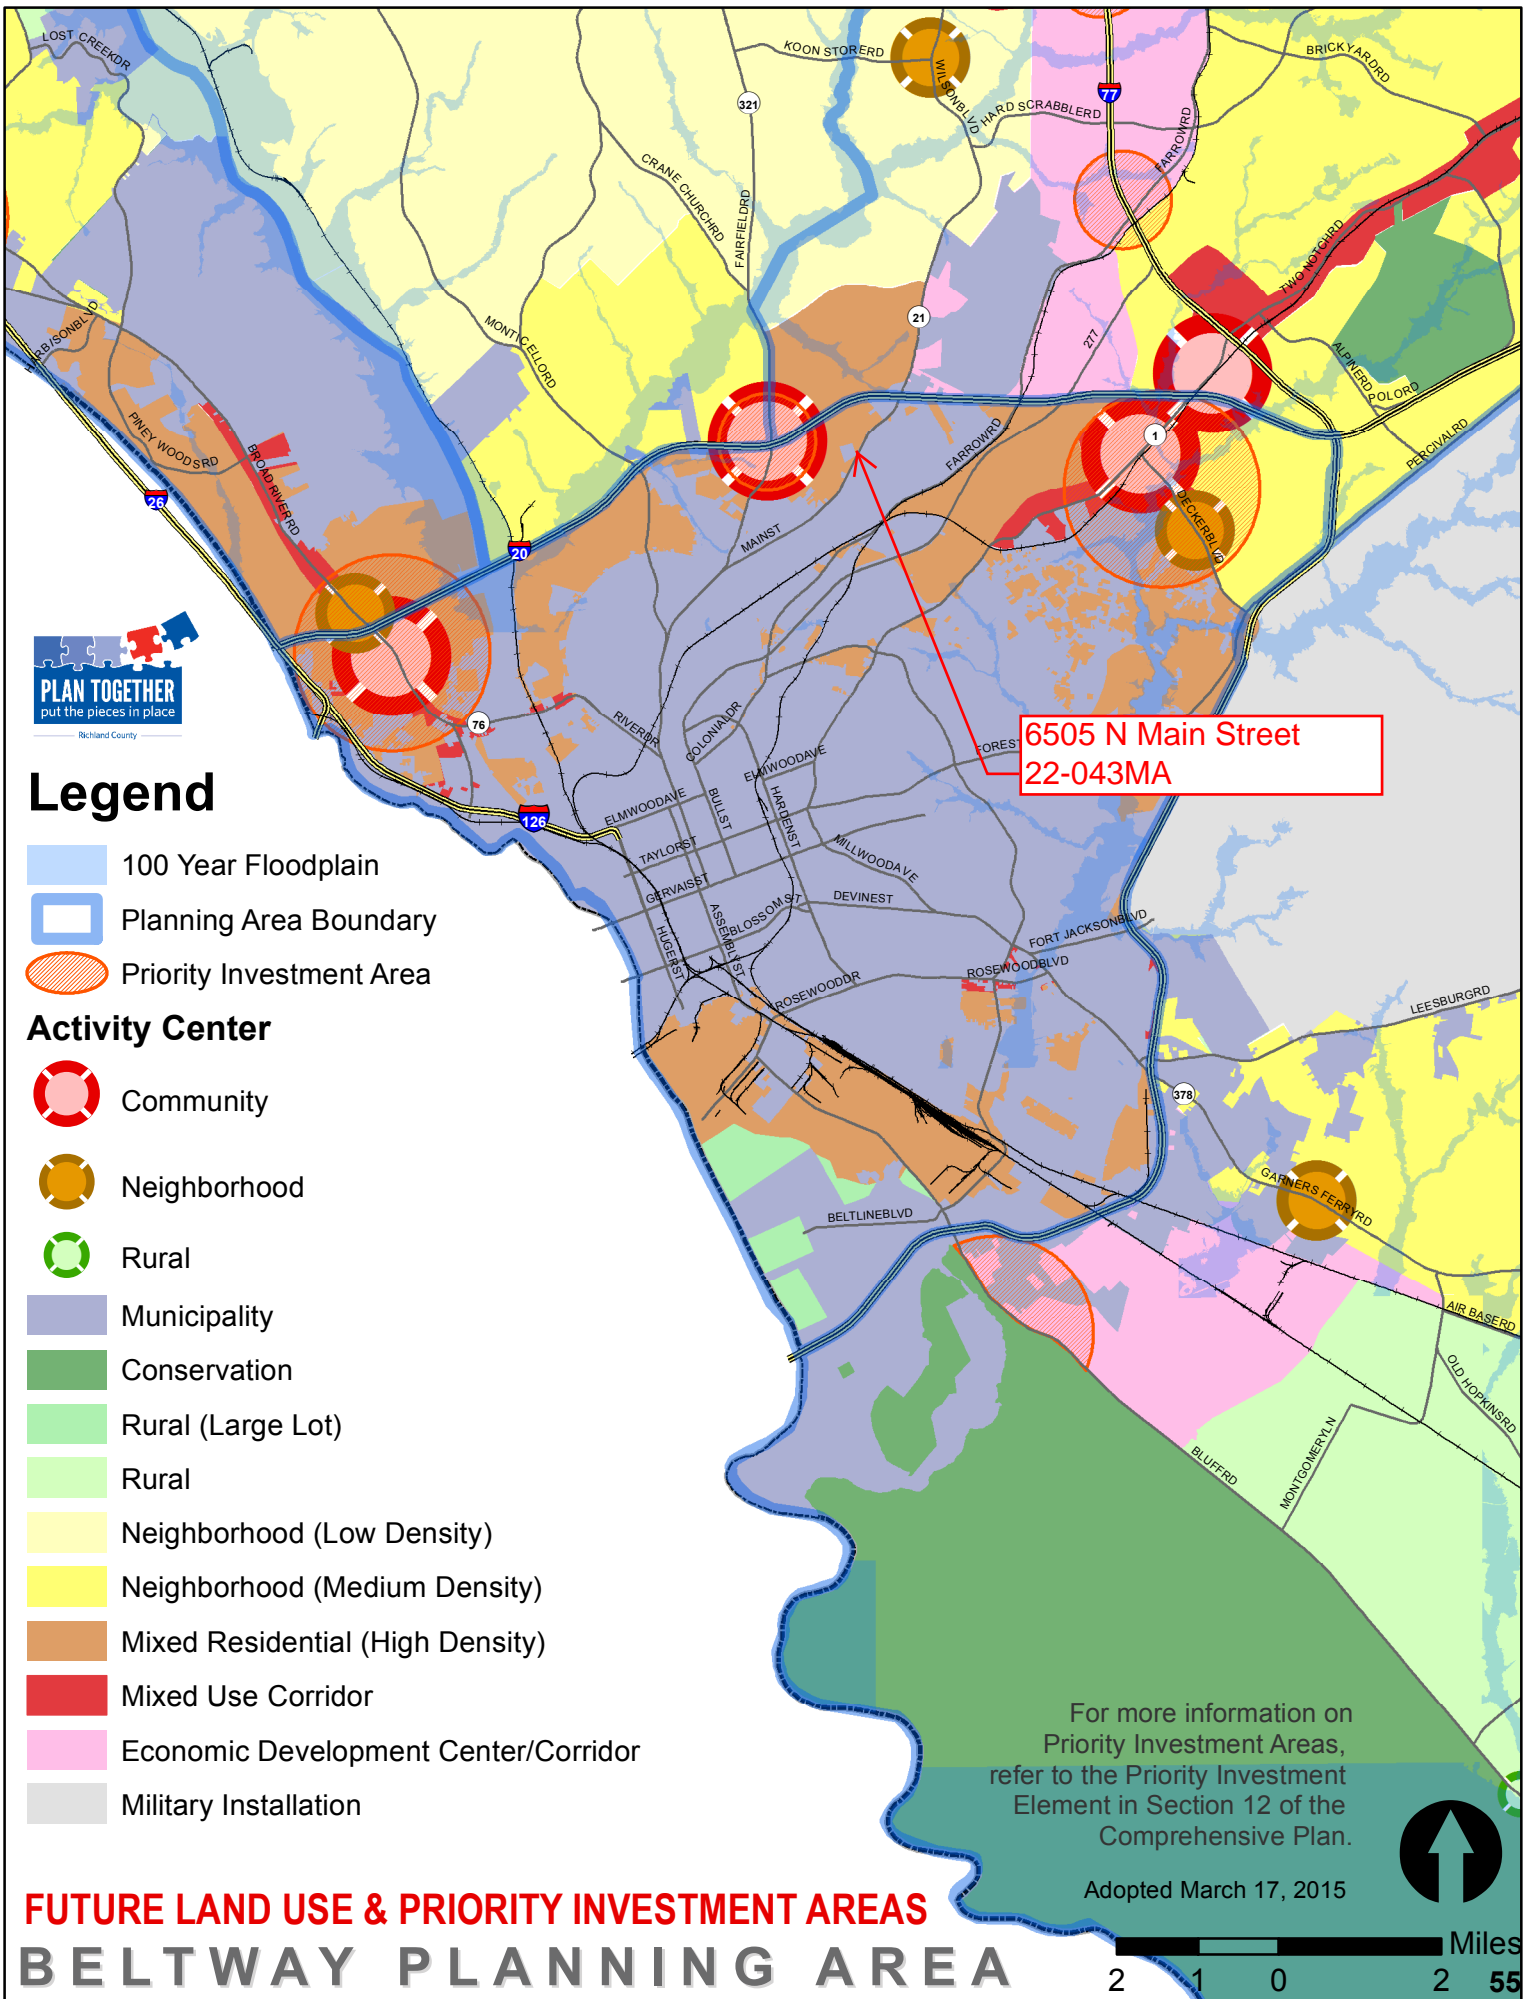 LOST CREEKDR
KOON STORERD
WILSONBLVD
HARD SCRABBLERD
BRICKYARDRD
321
77
FARROWRD
CRANE CHURCHRD
FAIRFIELDRD
TWO NOTCHRD
HARBISONBLVD
MONTICELLORD
21
277
ALPINERD
POLORD
PINEY WOODSRD
BROAD RIVERRD
FARROWRD
1
PERCIVALRD
26
20
MAINST
DECKERBLVD
PLAN TOGETHER
put the pieces in place
Richland County
76
RIVERDR
COLONIALDR
ELMWOODAVE
FOREST
6505 N Main Street
22-043MA
Legend
126
ELMWOODAVE
BULLST
HARDENST
TAYLORST
MILLWOODAVE
GERVAISST
DEVINEST
BLOSSOMST
ASSEMBLYST
HUGERST
FORT JACKSONBLVD
ROSEWOODDR
ROSEWOODBLVD
LEESBURGRD
378
GARNERS FERRYRD
BELTLINEBLVD
AIR BASERD
OLD HOPKINSRD
MONTGOMERYLN
BLUFFRD
100 Year Floodplain
Planning Area Boundary
Priority Investment Area
Activity Center
Community
Neighborhood
Rural
Municipality
Conservation
Rural (Large Lot)
Rural
Neighborhood (Low Density)
Neighborhood (Medium Density)
Mixed Residential (High Density)
Mixed Use Corridor
Economic Development Center/Corridor
Military Installation
For more information on
Priority Investment Areas,
refer to the Priority Investment
Element in Section 12 of the
Comprehensive Plan.
Adopted March 17, 2015
FUTURE LAND USE & PRIORITY INVESTMENT AREAS
BELTWAY PLANNING AREA
Miles
2 1 0 2
55